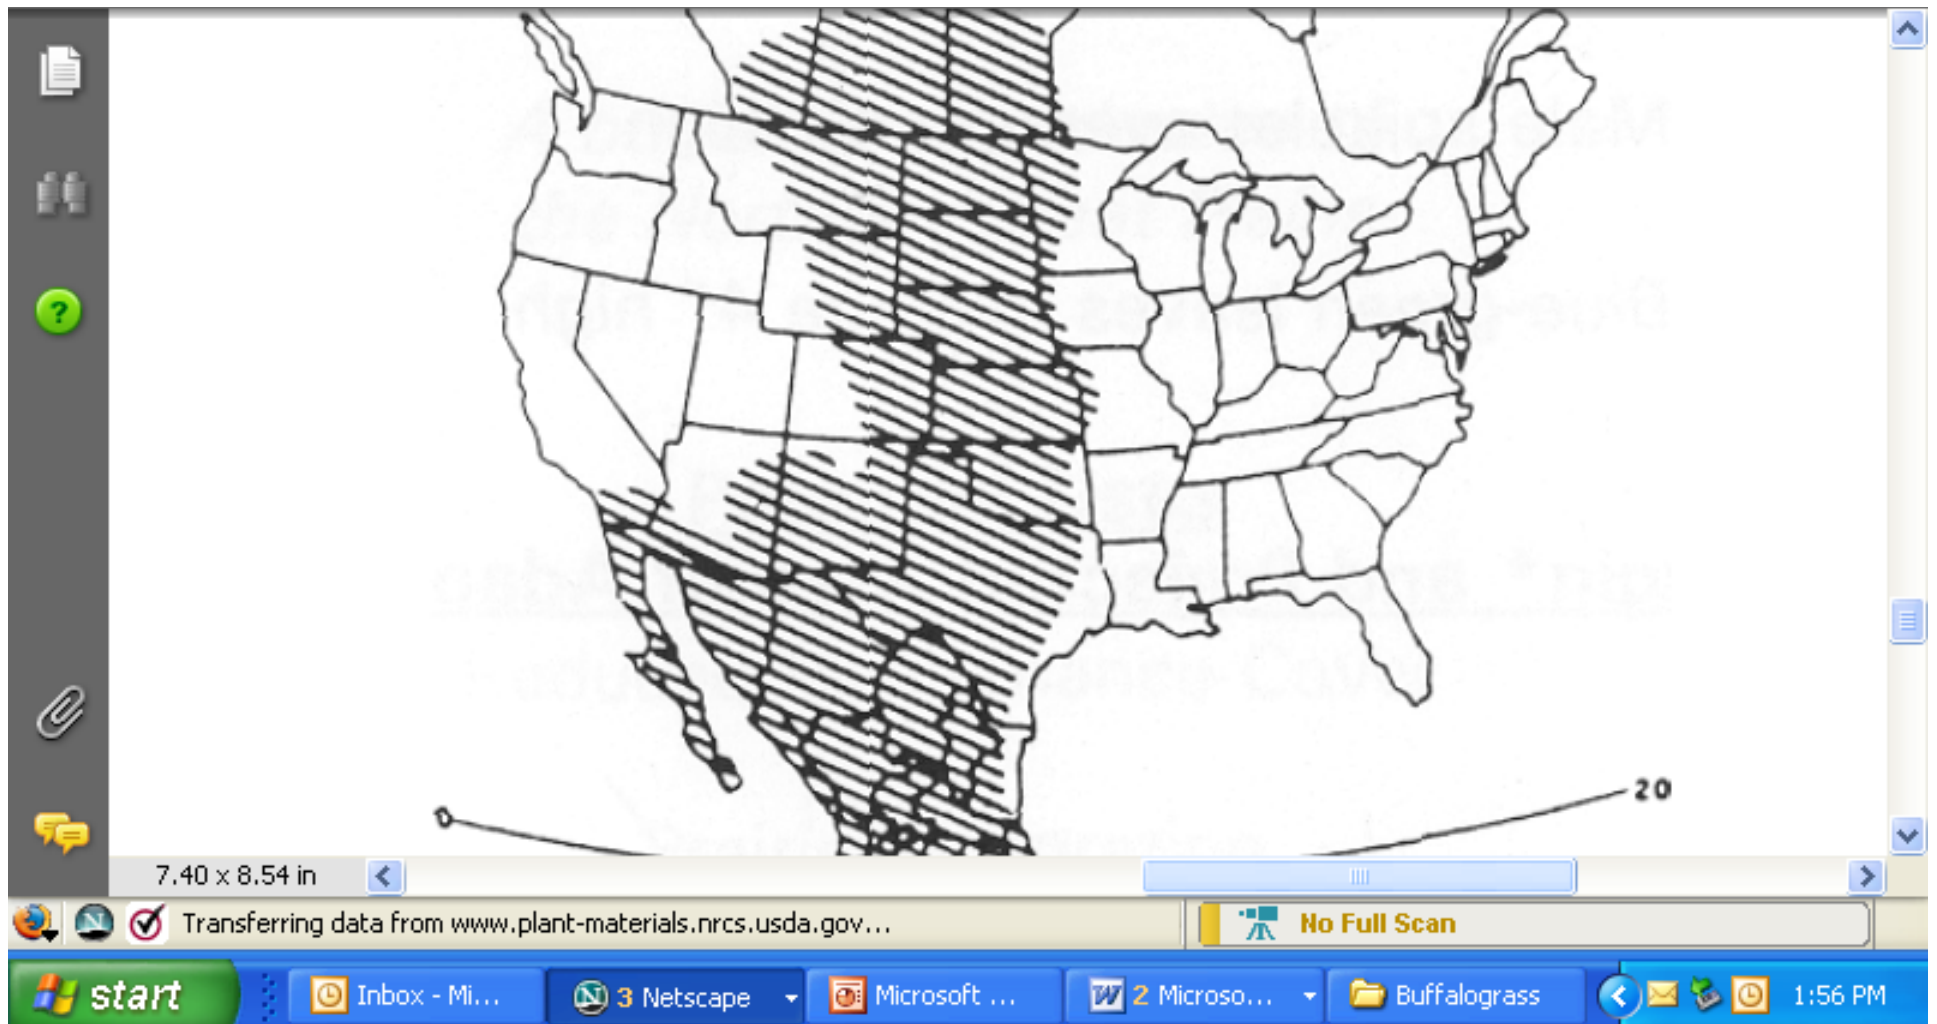 20
7.40 x 8.54 in
Transferring data from www.plant-materials.nrcs.usda.gov...
No Full Scan
start
Inbox - Mi...
3 Netscape
Microsoft ...
2 Microso...
Buffalograss
1:56 PM